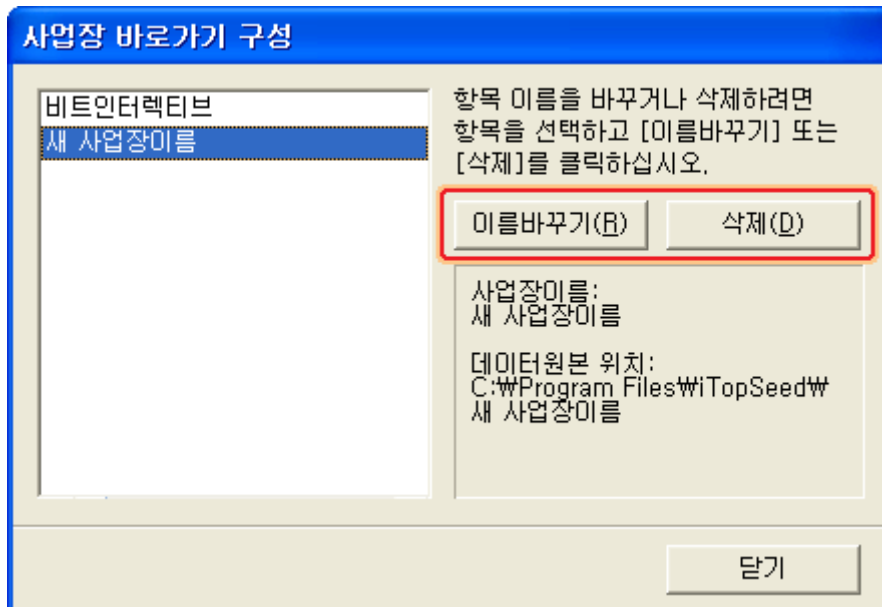 사업장 바로가기 구성
비트인터렉티브
새 사업장이름
항목 이름을 바꾸거나 삭제하려면
항목을 선택하고 [이름바꾸기] 또는
[삭제]를 클릭하십시오.
이름바꾸기(R)
삭제(D)
사업장이름:
새 사업장이름
데이터원본 위치:
C:₩Program Files₩iTopSeed₩
새 사업장이름
닫기